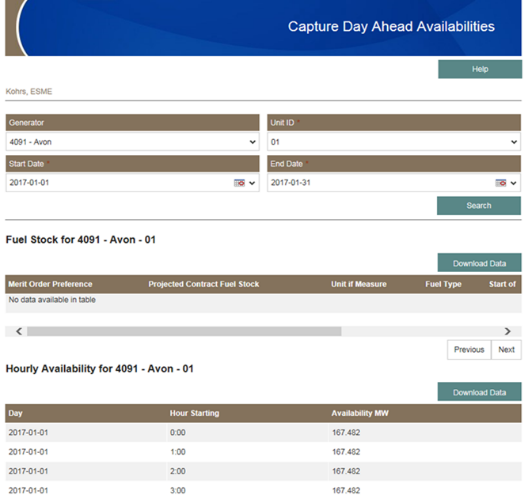 Capture Day Ahead Availabilities
Help
Kohrs, ESME
Generator Unit ID *
4091 - Avon 01
Start Date * End Date *
2017-01-01 2017-01-31
Search
Fuel Stock for 4091 - Avon - 01
Download Data
Merit Order Preference Projected Contract Fuel Stock Unit if Measure Fuel Type Start of
No data available in table
Previous Next
Hourly Availability for 4091 - Avon - 01
Download Data
Day Hour Starting Availability MW
2017-01-01 0:00 167.482
2017-01-01 1:00 167.482
2017-01-01 2:00 167.482
2017-01-01 3:00 167.482